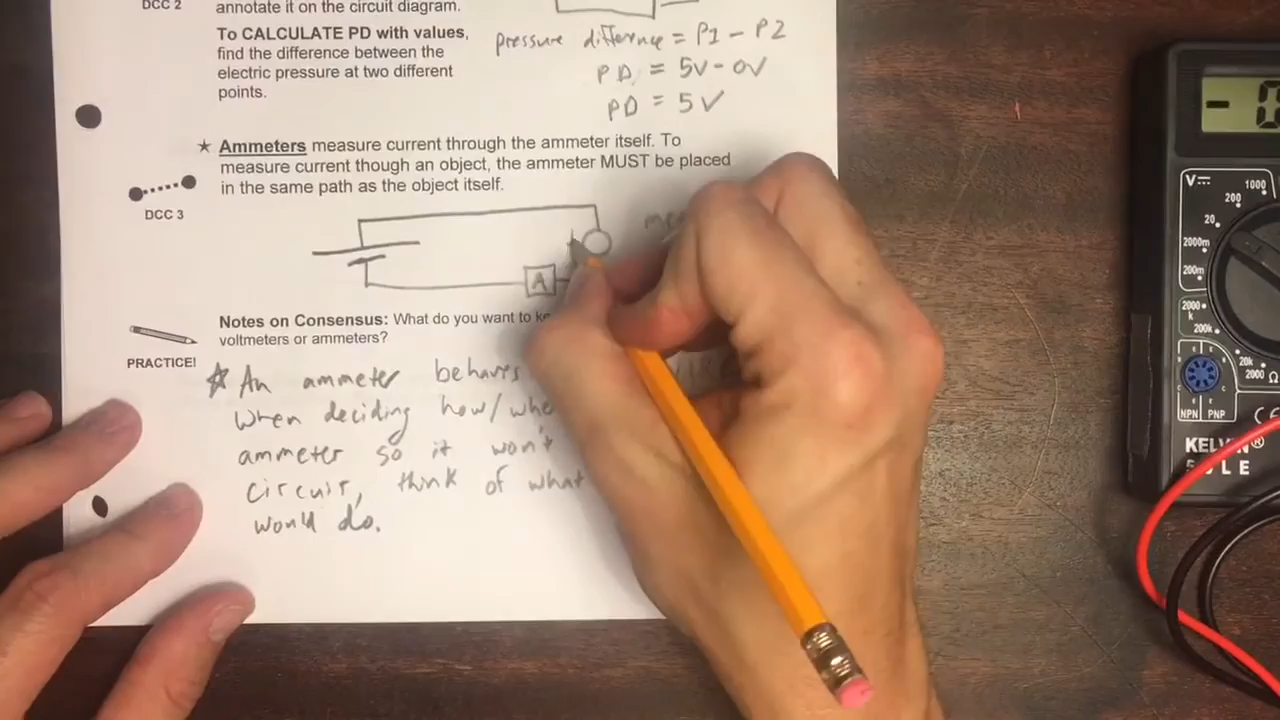 DCC 2
annotate it on the circuit diagram.
To CALCULATE PD with values,
find the difference between the
electric pressure at two different
points.
pressure difference = P1 - P2
PD = 5V - 0V
PD = 5V
★ Ammeters measure current through the ammeter itself. To
measure current though an object, the ammeter MUST be placed
in the same path as the object itself.
DCC 3
A
Notes on Consensus: What do you want to
voltmeters or ammeters?
PRACTICE!
An ammeter behaves
When deciding how/
ammeter so it won't
circuit, think of what
would do.
V
1000
200
20
2000m
200m
2000
k
200k
20k
2000 Ω
NPN PNP
E
B
C
E
KELVIN®
50 LE